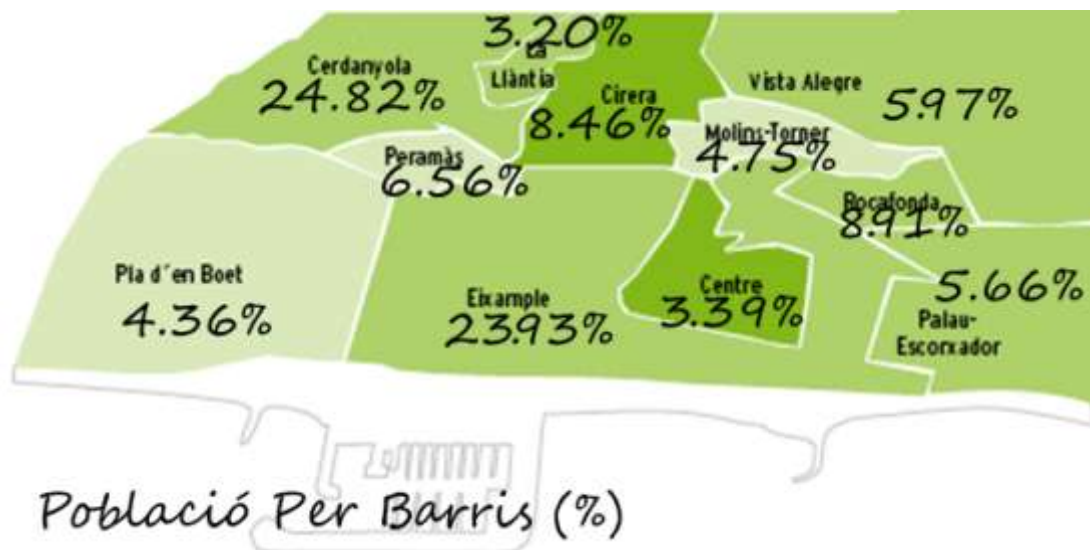 3.20%
La
Llàntia
Cerdanyola
24.82%
Cirera
8.46%
Vista Alegre
5.97%
Molins-Torner
4.75%
Peramàs
6.56%
Rocafonda
8.91%
Pla d´en Boet
4.36%
Eixample
23.93%
Centre
3.39%
5.66%
Palau-
Escorxador
Població Per Barris (%)